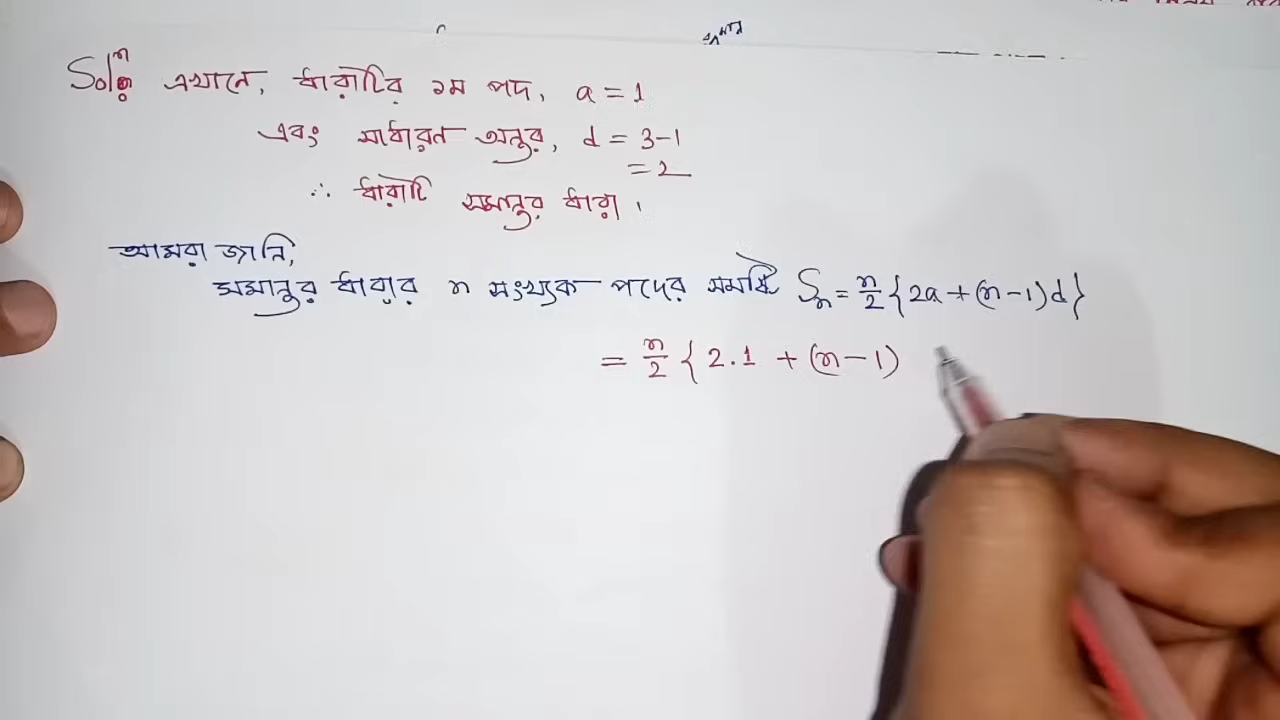 Solⁿ: এখানে, ধারাটির ১ম পদ, a = 1
এবং সাধারন অন্তর, d = 3-1
= 2
∴ ধারাটি সমান্তর ধারা ।
আমরা জানি,
সমান্তর ধারার n সংখ্যক পদের সমষ্টি Sₙ = n/2 {2a + (n-1)d}
= n/2 { 2.1 + (n-1)